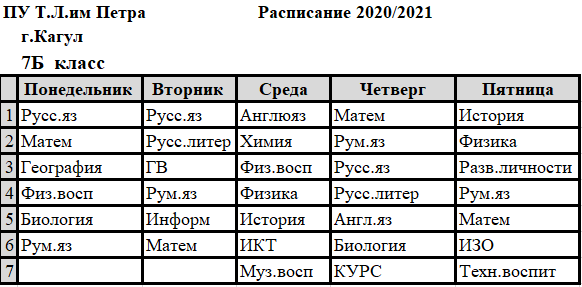 ПУ Т.Л.им Петра Расписание 2020/2021
г.Кагул
7Б класс
Понедельник Вторник Среда Четверг Пятница
1 Русс.яз Русс.яз Англюяз Матем История
2 Матем Русс.литер Химия Рум.яз Физика
3 География ГВ Физ.восп Русс.яз Разв.личности
4 Физ.восп Рум.яз Физика Русс.литер Рум.яз
5 Биология Информ История Англ.яз Матем
6 Рум.яз Матем ИКТ Биология ИЗО
7 Муз.восп КУРС Техн.воспит